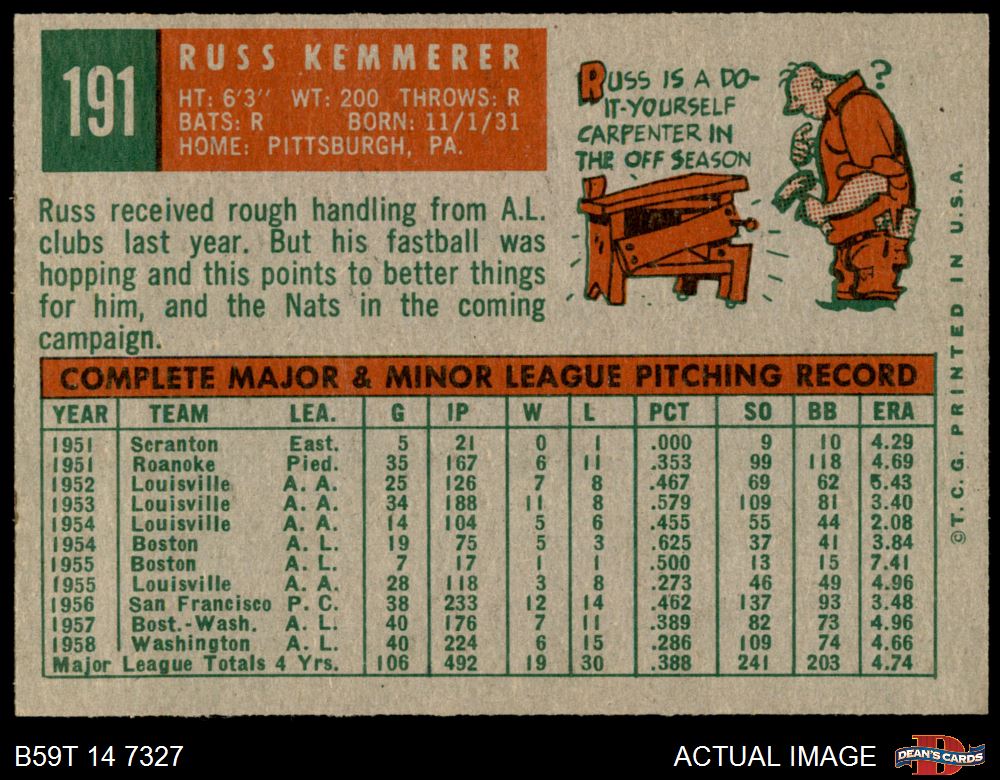 191
RUSS KEMMERER
HT: 6'3" WT: 200 THROWS: R
BATS: R BORN: 11/1/31
HOME: PITTSBURGH, PA.
RUSS IS A DO-
IT-YOURSELF
CARPENTER IN
THE OFF SEASON
?
Russ received rough handling from A.L.
clubs last year. But his fastball was
hopping and this points to better things
for him, and the Nats in the coming
campaign.
COMPLETE MAJOR & MINOR LEAGUE PITCHING RECORD
YEAR TEAM LEA. G IP W L PCT SO BB ERA
1951 Scranton East. 5 21 0 1 .000 9 10 4.29
1951 Roanoke Pied. 35 167 6 11 .353 99 118 4.69
1952 Louisville A. A. 25 126 7 8 .467 69 62 5.43
1953 Louisville A. A. 34 188 11 8 .579 109 81 3.40
1954 Louisville A. A. 14 104 5 6 .455 55 44 2.08
1954 Boston A. L. 19 75 5 3 .625 37 41 3.84
1955 Boston A. L. 7 17 1 1 .500 13 15 7.41
1955 Louisville A. A. 28 118 3 8 .273 46 49 4.96
1956 San Francisco P. C. 38 233 12 14 .462 137 93 3.48
1957 Bost.-Wash. A. L. 40 176 7 11 .389 82 73 4.96
1958 Washington A. L. 40 224 6 15 .286 109 74 4.66
Major League Totals 4 Yrs. 106 492 19 30 .388 241 203 4.74
©T. C. G. PRINTED IN U.S.A.
B59T 14 7327
ACTUAL IMAGE
D
DEAN'S CARDS